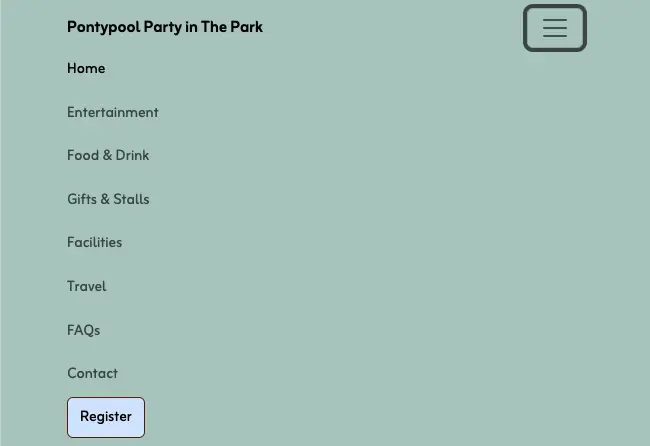 Pontypool Party in The Park
Home
Entertainment
Food & Drink
Gifts & Stalls
Facilities
Travel
FAQs
Contact
Register